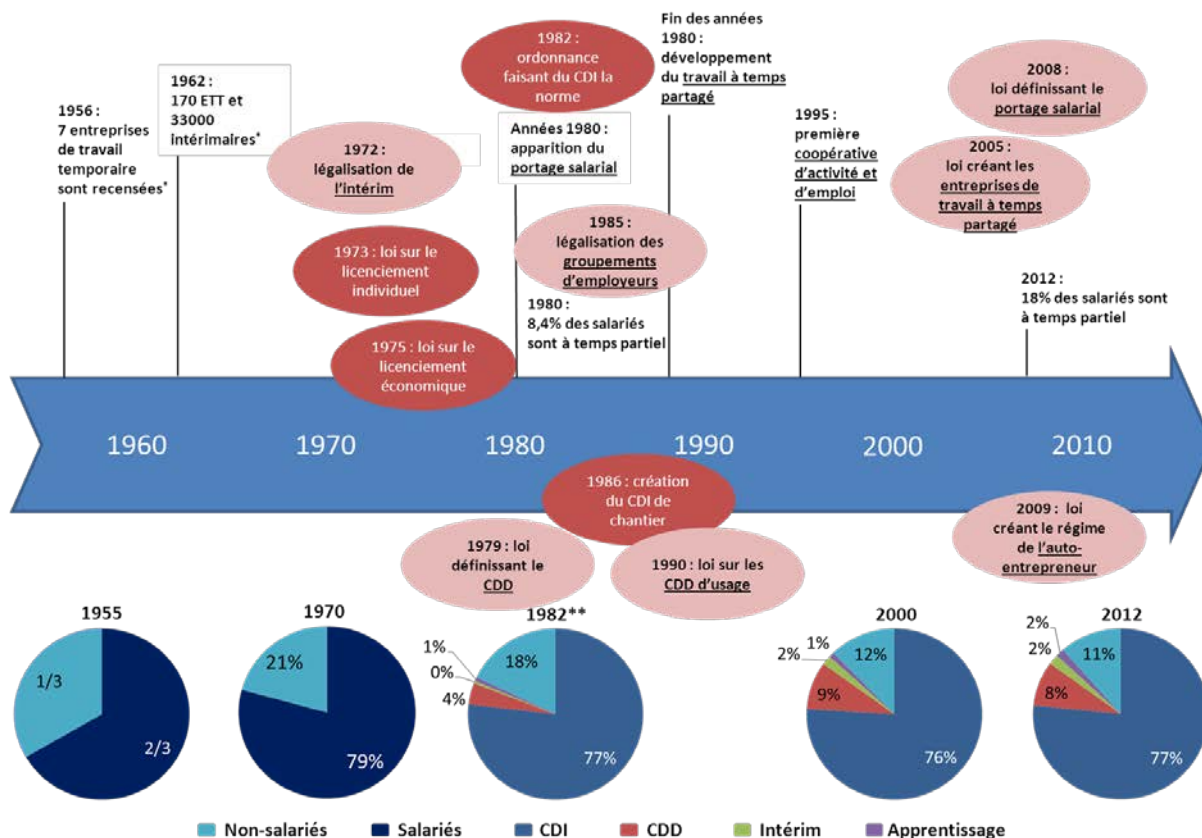 1956 :
7 entreprises
de travail
temporaire
sont recensées*
1962 :
170 ETT et
33000
intérimaires*
1972 :
légalisation de
l'intérim
1973 : loi sur le
licenciement
individuel
1975 : loi sur le
licenciement
économique
1982 :
ordonnance
faisant du CDI la
norme
Années 1980 :
apparition du
portage salarial
1985 :
légalisation des
groupements
d'employeurs
1980 :
8,4% des salariés
sont à temps partiel
Fin des années
1980 :
développement
du travail à temps
partagé
1995 :
première
coopérative
d'activité et
d'emploi
2008 :
loi définissant le
portage salarial
2005 :
loi créant les
entreprises de
travail à temps
partagé
2012 :
18% des salariés sont
à temps partiel
1960
1970
1980
1990
2000
2010
1986 : création
du CDI de
chantier
1979 : loi
définissant le
CDD
1990 : loi sur les
CDD d'usage
2009 : loi
créant le régime
de l'auto-
entrepreneur
1955
1/3
2/3
1970
21%
79%
1982**
1%
0%
4%
18%
77%
2000
1%
2%
9%
12%
76%
2012
2%
2%
8%
11%
77%
Non-salariés
Salariés
CDI
CDD
Intérim
Apprentissage